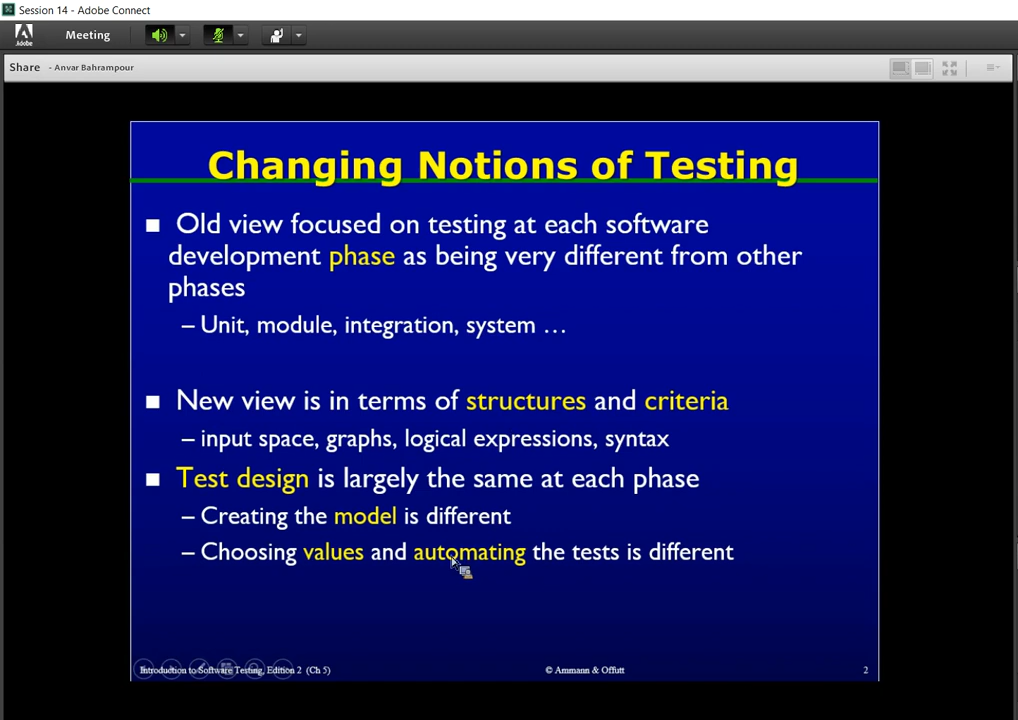 Session 14 - Adobe Connect
Adobe
Meeting
Share - Anvar Bahrampour
Changing Notions of Testing
Old view focused on testing at each software
development phase as being very different from other
phases
– Unit, module, integration, system …
New view is in terms of structures and criteria
– input space, graphs, logical expressions, syntax
Test design is largely the same at each phase
– Creating the model is different
– Choosing values and automating the tests is different
Introduction to Software Testing, Edition 2 (Ch 5)
© Ammann & Offutt
2